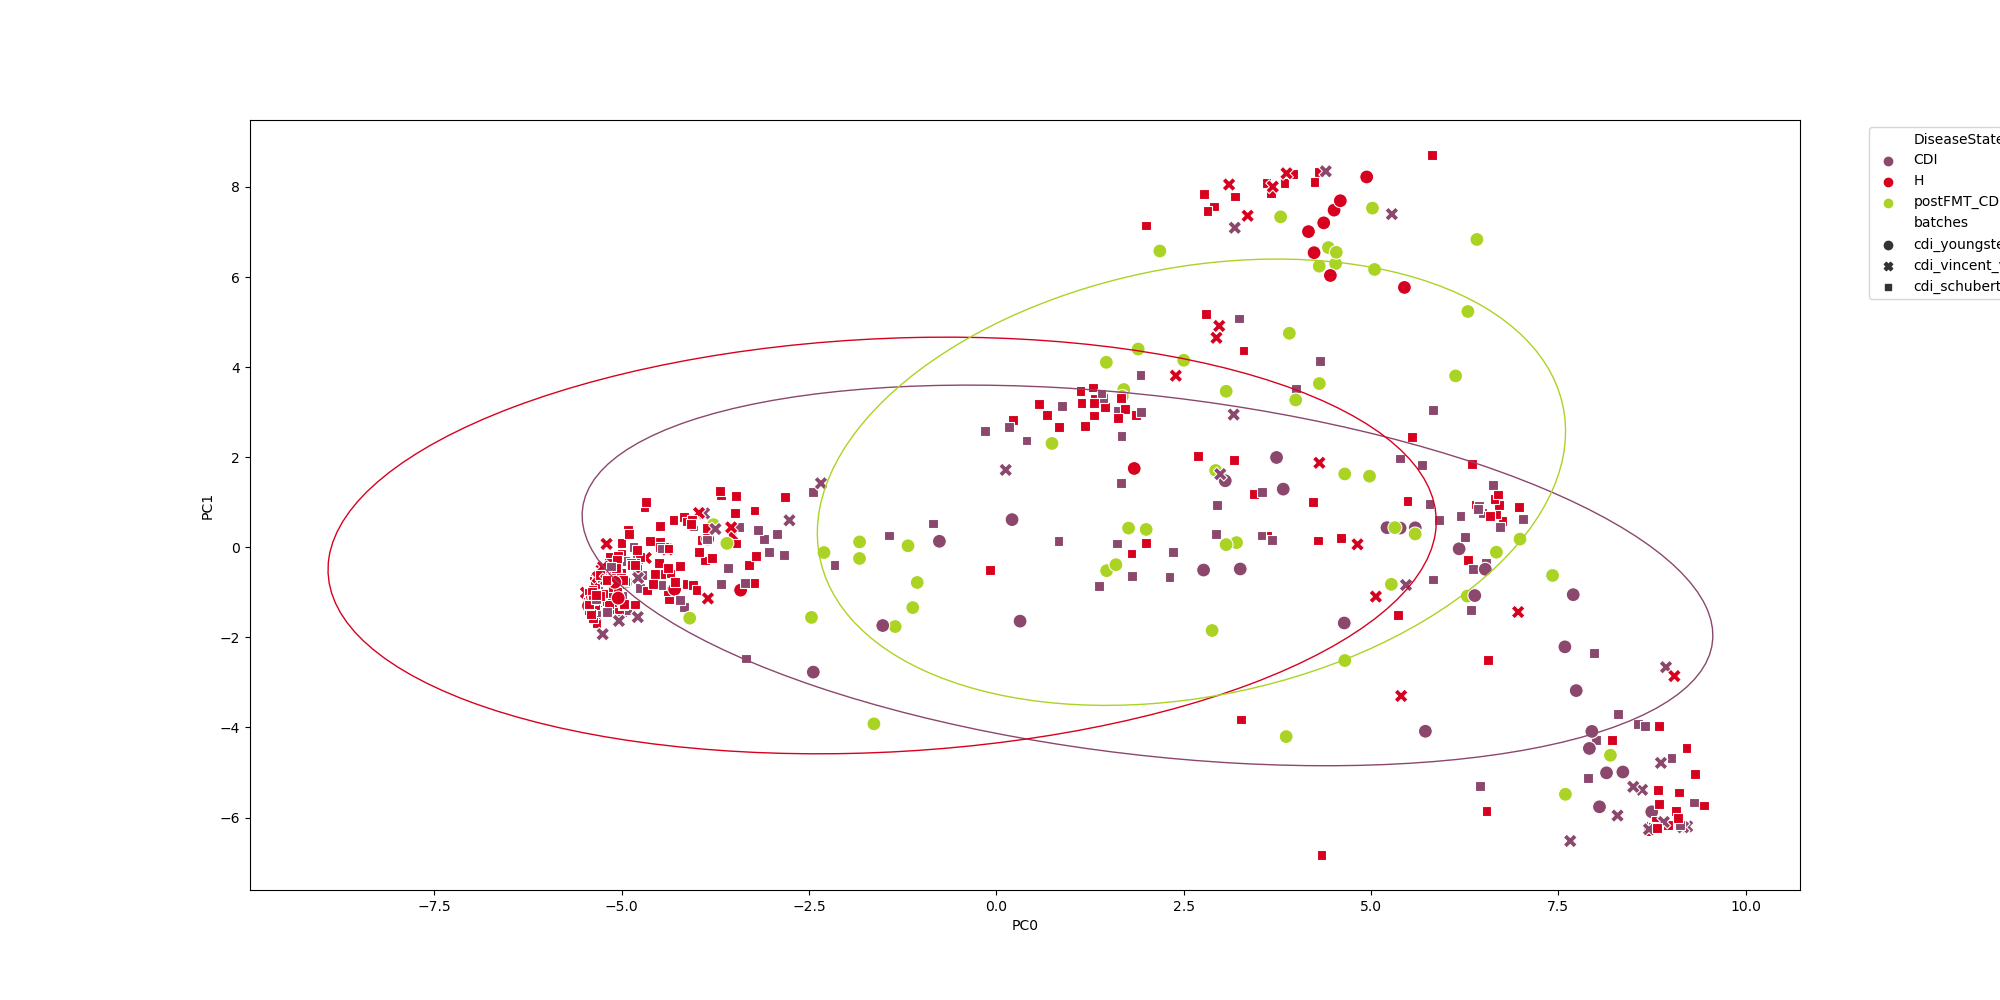 DiseaseState
CDI
H
postFMT_CD
batches
cdi_youngste
cdi_vincent_
cdi_schubert
8
6
4
2
0
−2
−4
−6
PC1
−7.5 −5.0 −2.5 0.0 2.5 5.0 7.5 10.0
PC0